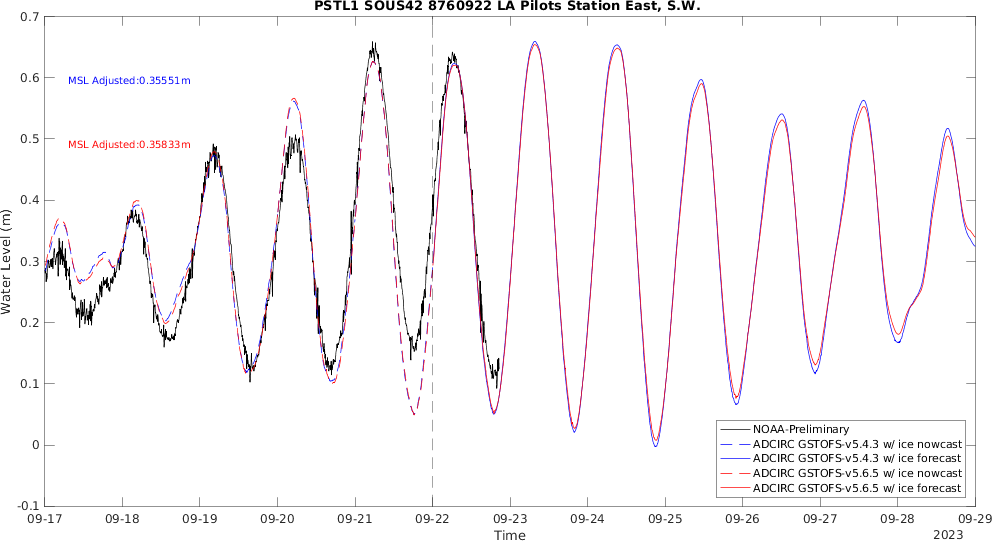 PSTL1 SOUS42 8760922 LA Pilots Station East, S.W.
0.7
0.6
0.5
0.4
0.3
0.2
0.1
0
-0.1
Water Level (m)
MSL Adjusted:0.35551m
MSL Adjusted:0.35833m
NOAA-Preliminary
ADCIRC GSTOFS-v5.4.3 w/ ice nowcast
ADCIRC GSTOFS-v5.4.3 w/ ice forecast
ADCIRC GSTOFS-v5.6.5 w/ ice nowcast
ADCIRC GSTOFS-v5.6.5 w/ ice forecast
09-17 09-18 09-19 09-20 09-21 09-22 09-23 09-24 09-25 09-26 09-27 09-28 09-29
Time
2023